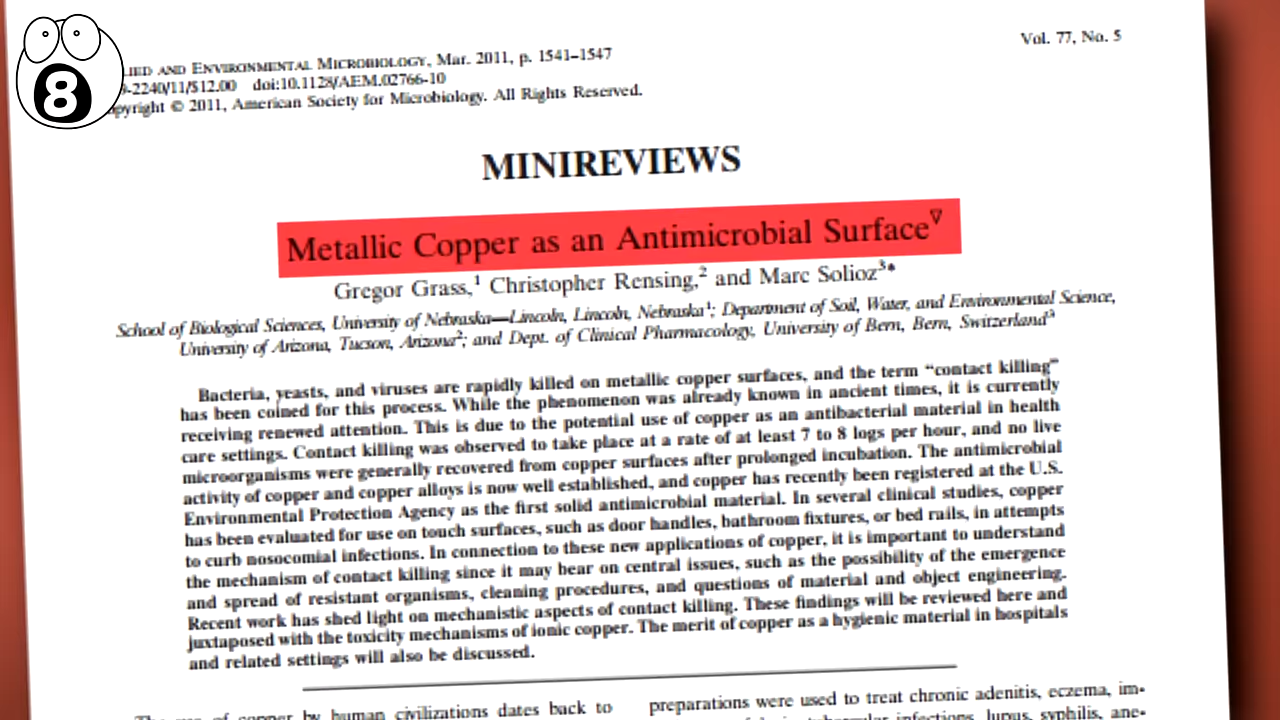 8
LIED AND ENVIRONMENTAL MICROBIOLOGY, Mar. 2011, p. 1541–1547
Vol. 77, No. 5
-2240/11/$12.00 doi:10.1128/AEM.02766-10
opyright © 2011, American Society for Microbiology. All Rights Reserved.
MINIREVIEWS
Metallic Copper as an Antimicrobial Surface∇
Gregor Grass,¹ Christopher Rensing,² and Marc Solioz³*
School of Biological Sciences, University of Nebraska—Lincoln, Lincoln, Nebraska¹; Department of Soil, Water, and Environmental Science,
University of Arizona, Tucson, Arizona²; and Dept. of Clinical Pharmacology, University of Bern, Bern, Switzerland³
Bacteria, yeasts, and viruses are rapidly killed on metallic copper surfaces, and the term “contact killing”
has been coined for this process. While the phenomenon was already known in ancient times, it is currently
receiving renewed attention. This is due to the potential use of copper as an antibacterial material in health
care settings. Contact killing was observed to take place at a rate of at least 7 to 8 logs per hour, and no live
microorganisms were generally recovered from copper surfaces after prolonged incubation. The antimicrobial
activity of copper and copper alloys is now well established, and copper has recently been registered at the U.S.
Environmental Protection Agency as the first solid antimicrobial material. In several clinical studies, copper
has been evaluated for use on touch surfaces, such as door handles, bathroom fixtures, or bed rails, in attempts
to curb nosocomial infections. In connection to these new applications of copper, it is important to understand
the mechanism of contact killing since it may bear on central issues, such as the possibility of the emergence
and spread of resistant organisms, cleaning procedures, and questions of material and object engineering.
Recent work has shed light on mechanistic aspects of contact killing. These findings will be reviewed here and
juxtaposed with the toxicity mechanisms of ionic copper. The merit of copper as a hygienic material in hospitals
and related settings will also be discussed.
The use of copper by human civilizations dates back to
preparations were used to treat chronic adenitis, eczema, im-
infections, lupus, syphilis, ane-